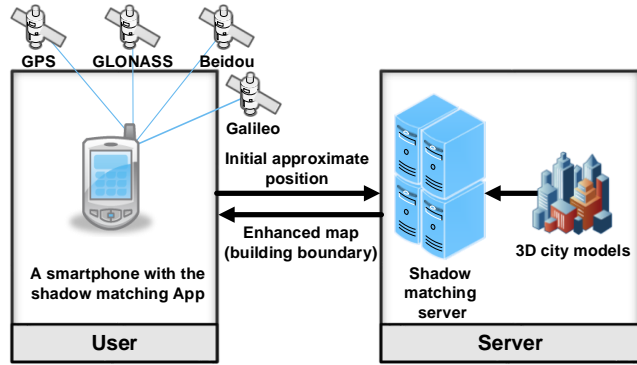 GPS
GLONASS
Beidou
Galileo
Initial approximate
position
Enhanced map
(building boundary)
A smartphone with the
shadow matching App
User
Shadow
matching
server
3D city models
Server